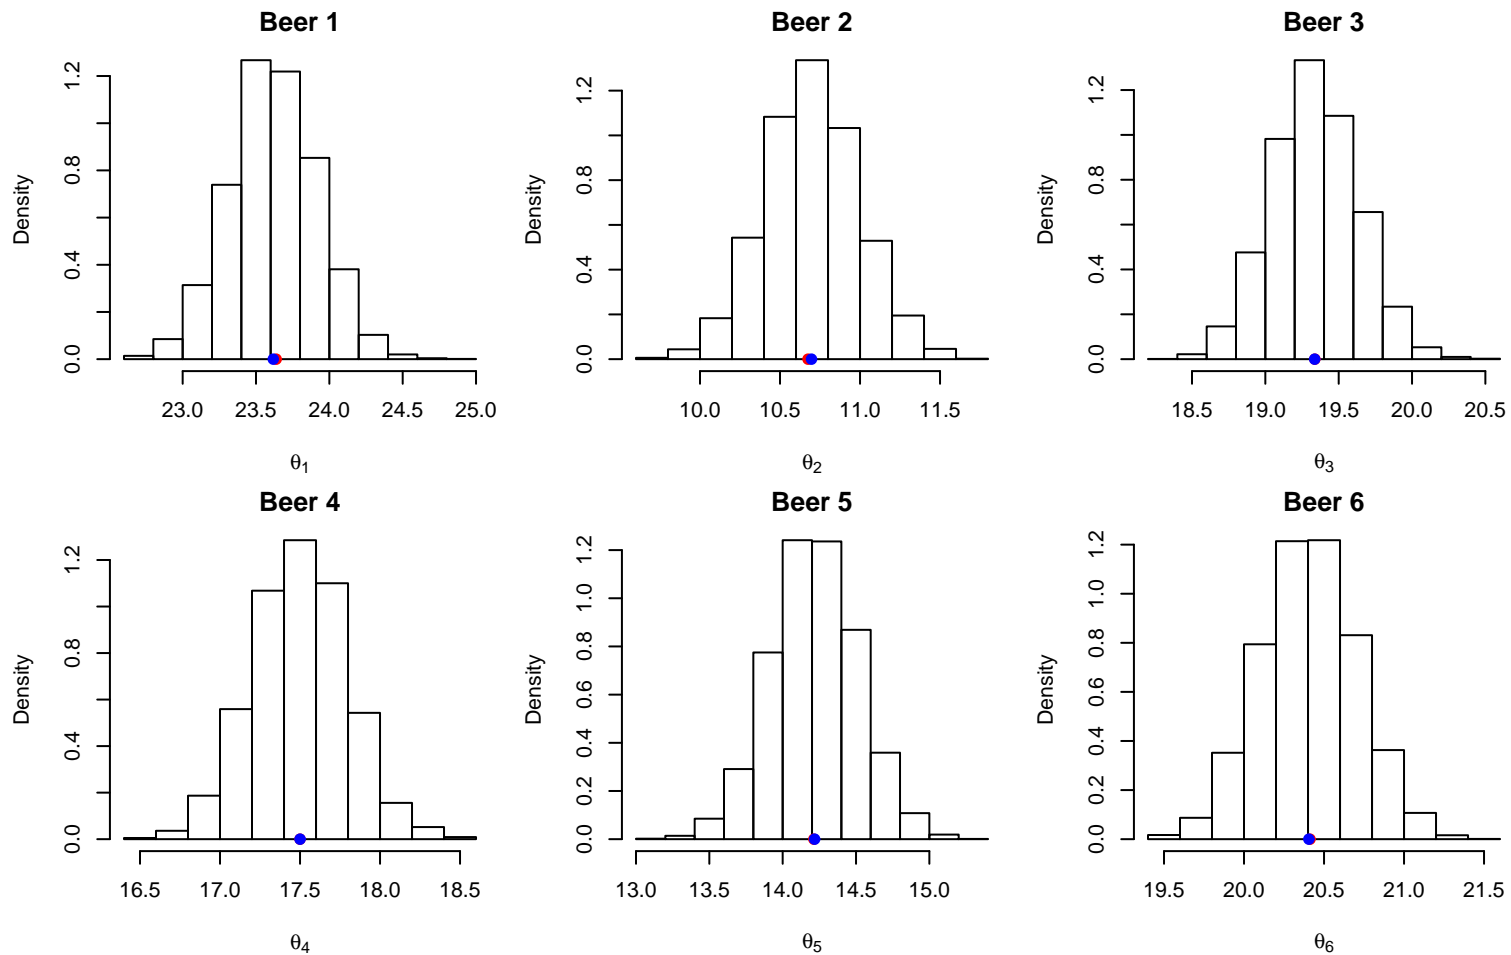 Beer 1
Density
0.0 0.4 0.8 1.2
23.0 23.5 24.0 24.5 25.0
θ1
Beer 2
Density
0.0 0.4 0.8 1.2
10.0 10.5 11.0 11.5
θ2
Beer 3
Density
0.0 0.4 0.8 1.2
18.5 19.0 19.5 20.0 20.5
θ3
Beer 4
Density
0.0 0.4 0.8 1.2
16.5 17.0 17.5 18.0 18.5
θ4
Beer 5
Density
0.0 0.2 0.4 0.6 0.8 1.0 1.2
13.0 13.5 14.0 14.5 15.0
θ5
Beer 6
Density
0.0 0.2 0.4 0.6 0.8 1.0 1.2
19.5 20.0 20.5 21.0 21.5
θ6